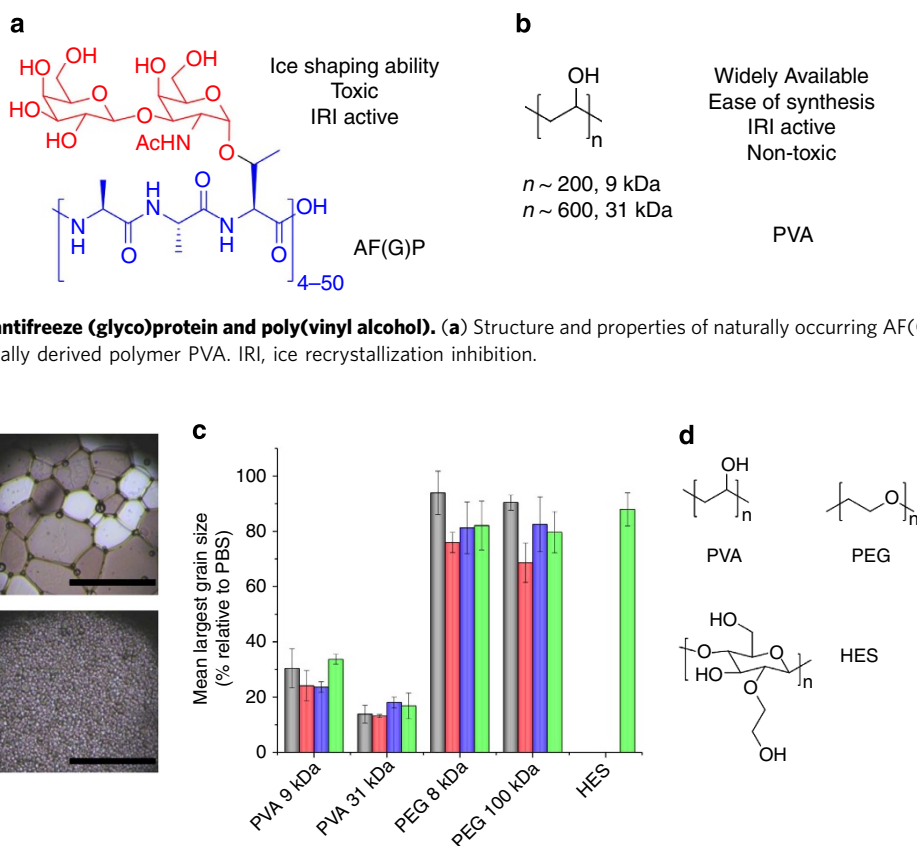 a
OH
HO
HO
OH
O
O
HO
O
O
HO
AcHN
O
O
H
N
O
OH
N
H
O
N
H
O
4–50
Ice shaping ability
Toxic
IRI active
AF(G)P
b
OH
n
n ~ 200, 9 kDa
n ~ 600, 31 kDa
Widely Available
Ease of synthesis
IRI active
Non-toxic
PVA
antifreeze (glyco)protein and poly(vinyl alcohol). (a) Structure and properties of naturally occurring AF(
ally derived polymer PVA. IRI, ice recrystallization inhibition.
c
Mean largest grain size
(% relative to PBS)
100
80
60
40
20
0
PVA 9 kDa
PVA 31 kDa
PEG 8 kDa
PEG 100 kDa
HES
d
OH
n
PVA
O
n
PEG
HO
O
O
HO
n
O
OH
HES